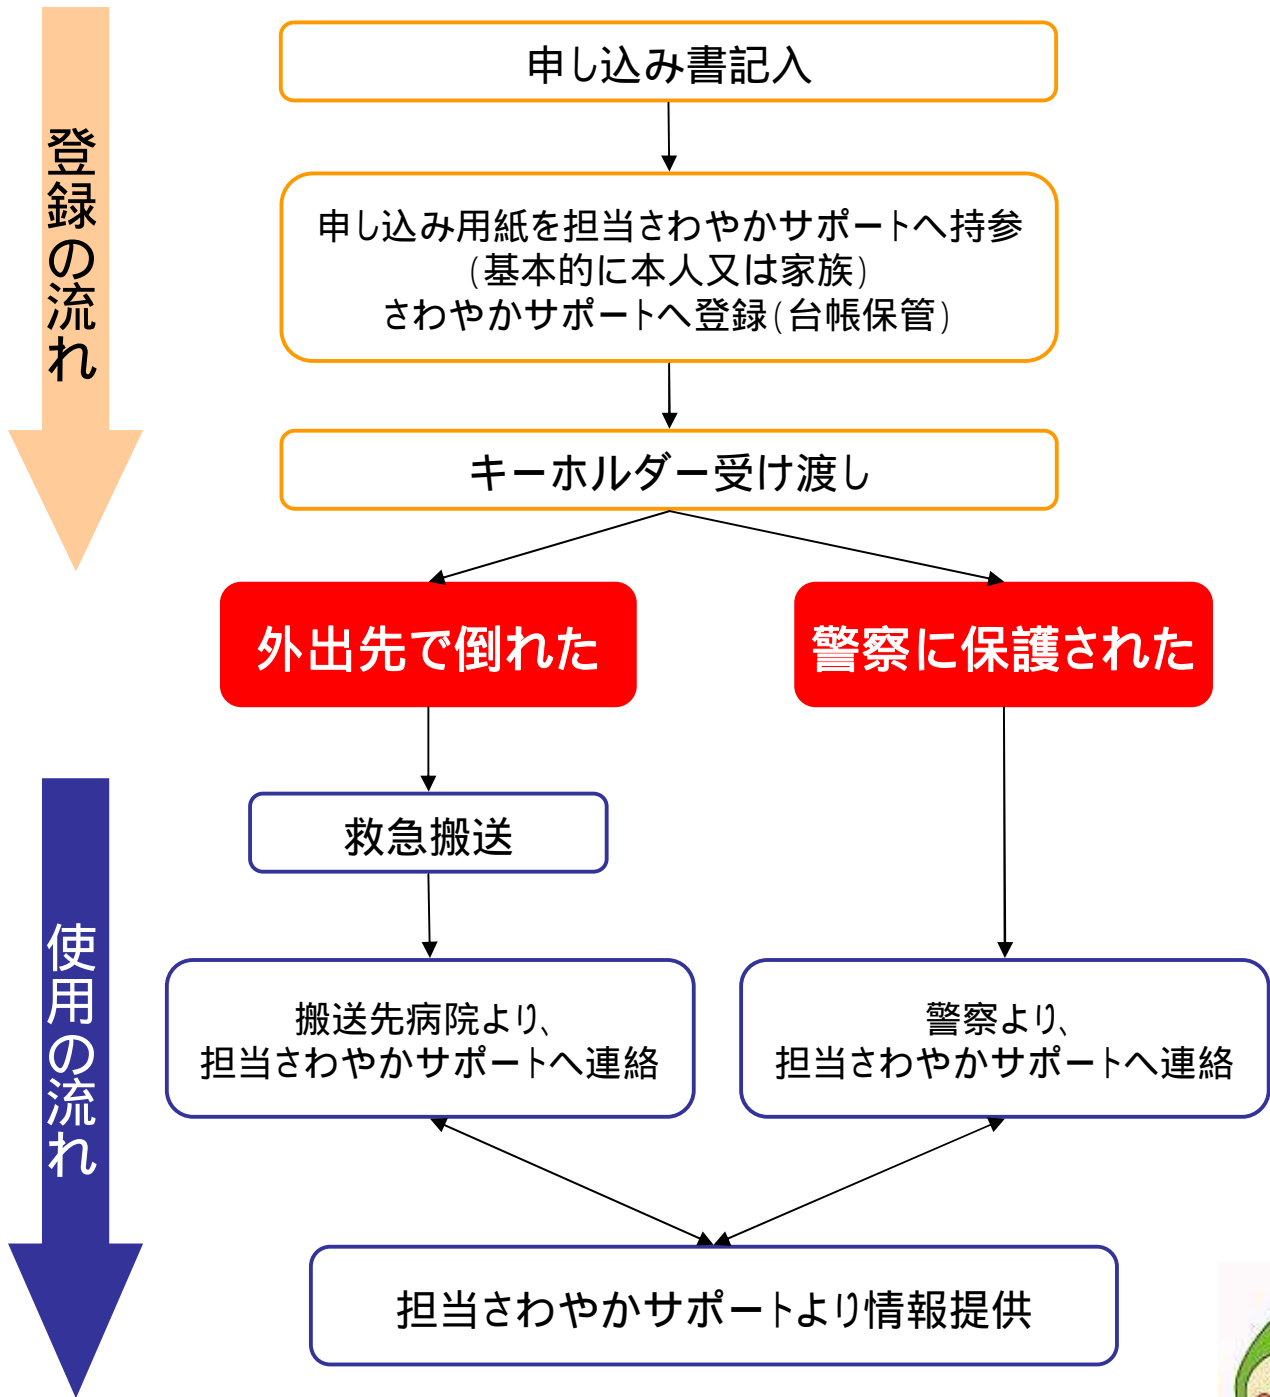 登録の流れ
申し込み書記入
申し込み用紙を担当さわやかサポートへ持参
(基本的に本人又は家族)
さわやかサポートへ登録(台帳保管)
キーホルダー受け渡し
外出先で倒れた
警察に保護された
使用の流れ
救急搬送
搬送先病院より、
担当さわやかサポートへ連絡
警察より、
担当さわやかサポートへ連絡
担当さわやかサポートより情報提供